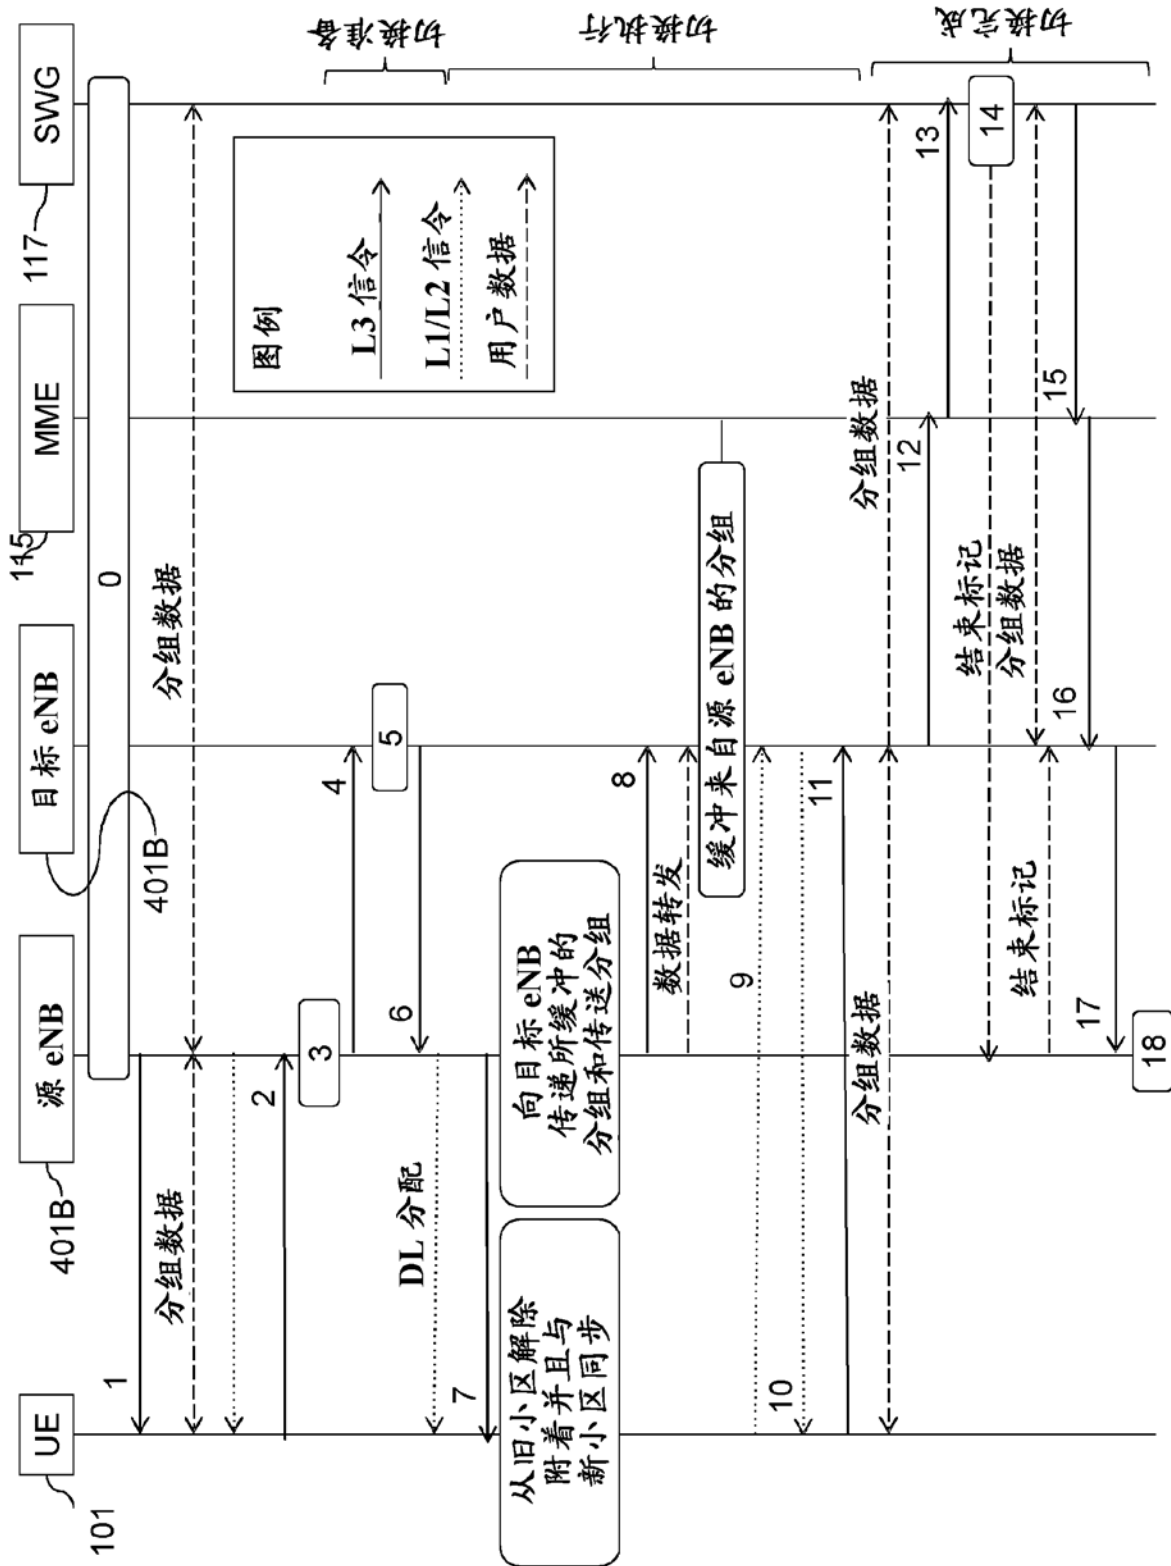 UE
源 eNB
目标 eNB
MME
SWG
101
401B
401B
115
117
0
1
分组数据
分组数据
2
3
切换准备
4
5
6
DL 分配
7
图例
L3 信令
L1/L2 信令
用户数据
从旧小区解除
附着并且与
新小区同步
向目标 eNB
传递所缓冲的
分组和传送分组
切换执行
8
数据转发
缓冲来自源 eNB 的分组
9
10
11
分组数据
分组数据
切换完成
12
13
结束标记
14
分组数据
结束标记
15
16
17
18